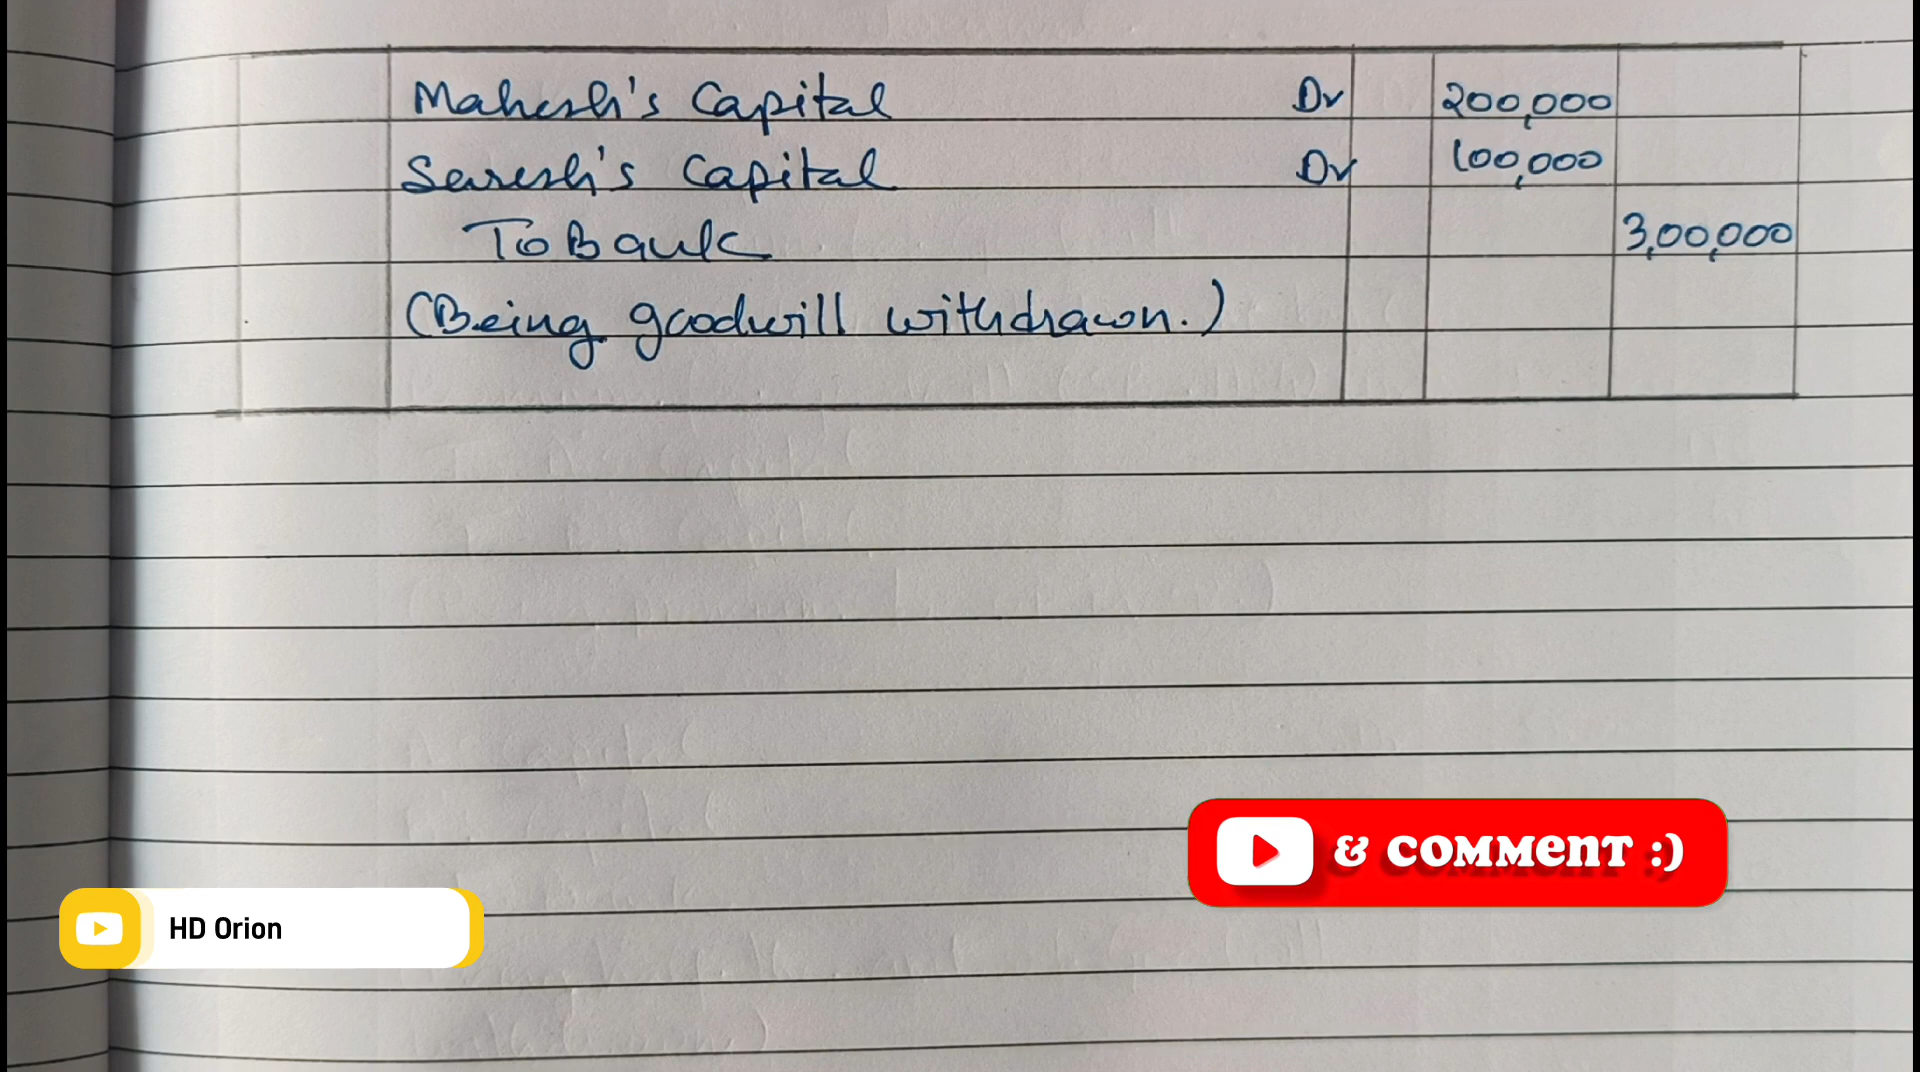 Mahesh's Capital Dr 200,000
Suresh's Capital Dr 100,000
To Bank 3,00,000
(Being goodwill withdrawn.)
& COMMENT :)
HD Orion